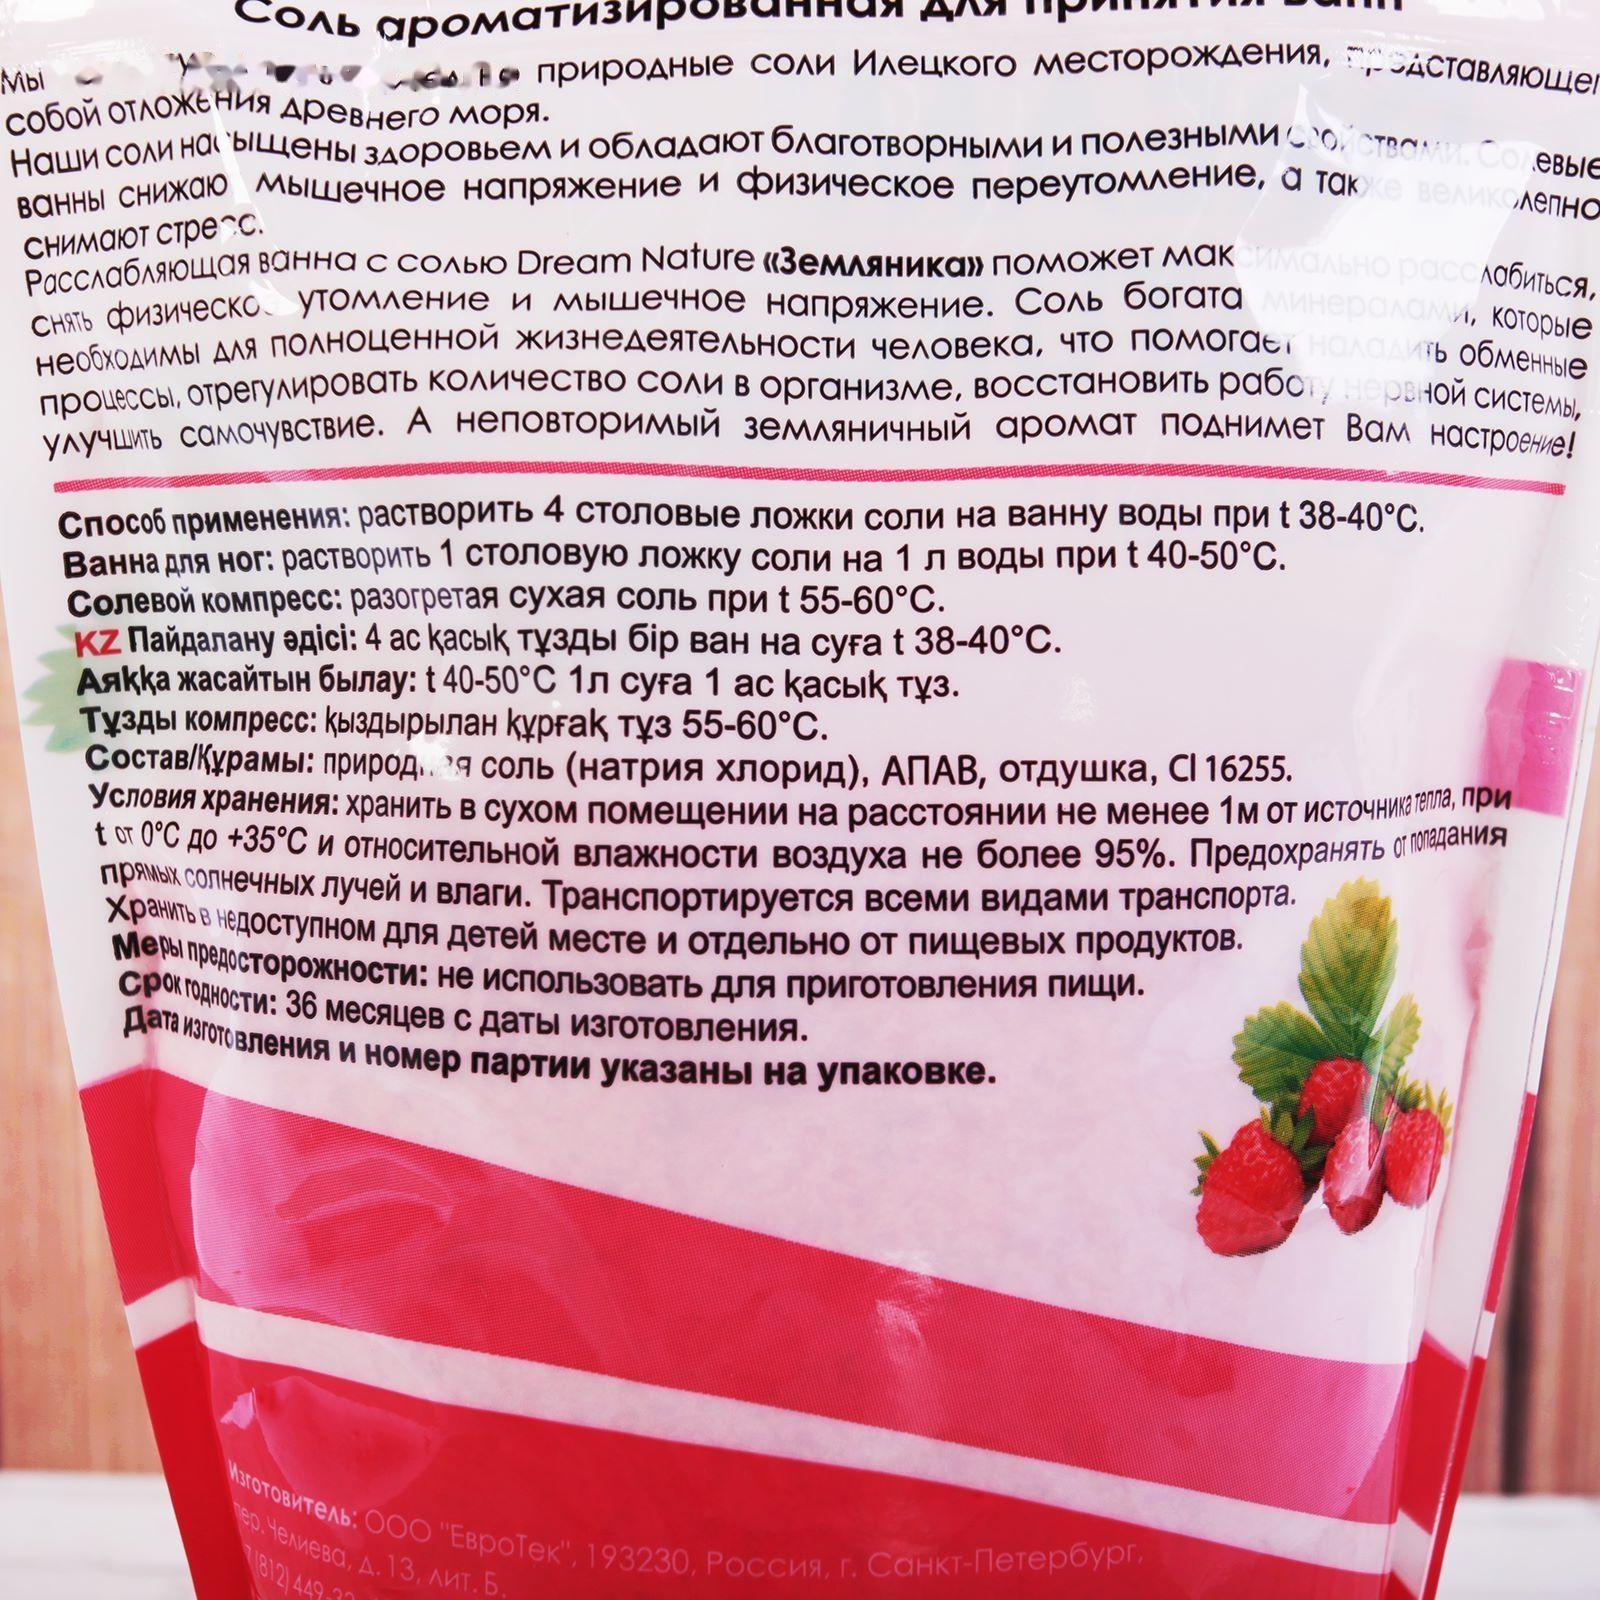 Соль ароматизированная для принятия ванн
Мы природные соли Илецкого месторождения, представляющего
собой отложения древнего моря.
Наши соли насыщены здоровьем и обладают благотворными и полезными свойствами. Солевые
ванны снижают мышечное напряжение и физическое переутомление, а также великолепно
снимают стресс.
Расслабляющая ванна с солью Dream Nature «Земляника» поможет максимально расслабиться,
снять физическое утомление и мышечное напряжение. Соль богата минералами, которые
необходимы для полноценной жизнедеятельности человека, что помогает наладить обменные
процессы, отрегулировать количество соли в организме, восстановить работу нервной системы,
улучшить самочувствие. А неповторимый земляничный аромат поднимет Вам настроение!
Способ применения: растворить 4 столовые ложки соли на ванну воды при t 38-40°C.
Ванна для ног: растворить 1 столовую ложку соли на 1 л воды при t 40-50°C.
Солевой компресс: разогретая сухая соль при t 55-60°C.
KZ Пайдалану әдісі: 4 ас қасық тұзды бір ван на суға t 38-40°C.
Аяққа жасайтын былау: t 40-50°C 1л суға 1 ас қасық тұз.
Тұзды компресс: қыздырылан құрғақ тұз 55-60°C.
Состав/Құрамы: природная соль (натрия хлорид), АПАВ, отдушка, Cl 16255.
Условия хранения: хранить в сухом помещении на расстоянии не менее 1м от источника тепла, при
t от 0°C до +35°C и относительной влажности воздуха не более 95%. Предохранять от попадания
прямых солнечных лучей и влаги. Транспортируется всеми видами транспорта.
Хранить в недоступном для детей месте и отдельно от пищевых продуктов.
Меры предосторожности: не использовать для приготовления пищи.
Срок годности: 36 месяцев с даты изготовления.
Дата изготовления и номер партии указаны на упаковке.
Изготовитель: ООО "ЕвроТек", 193230, Россия, г. Санкт-Петербург,
пер. Челиева, д. 13, лит. Б.
(812) 449-